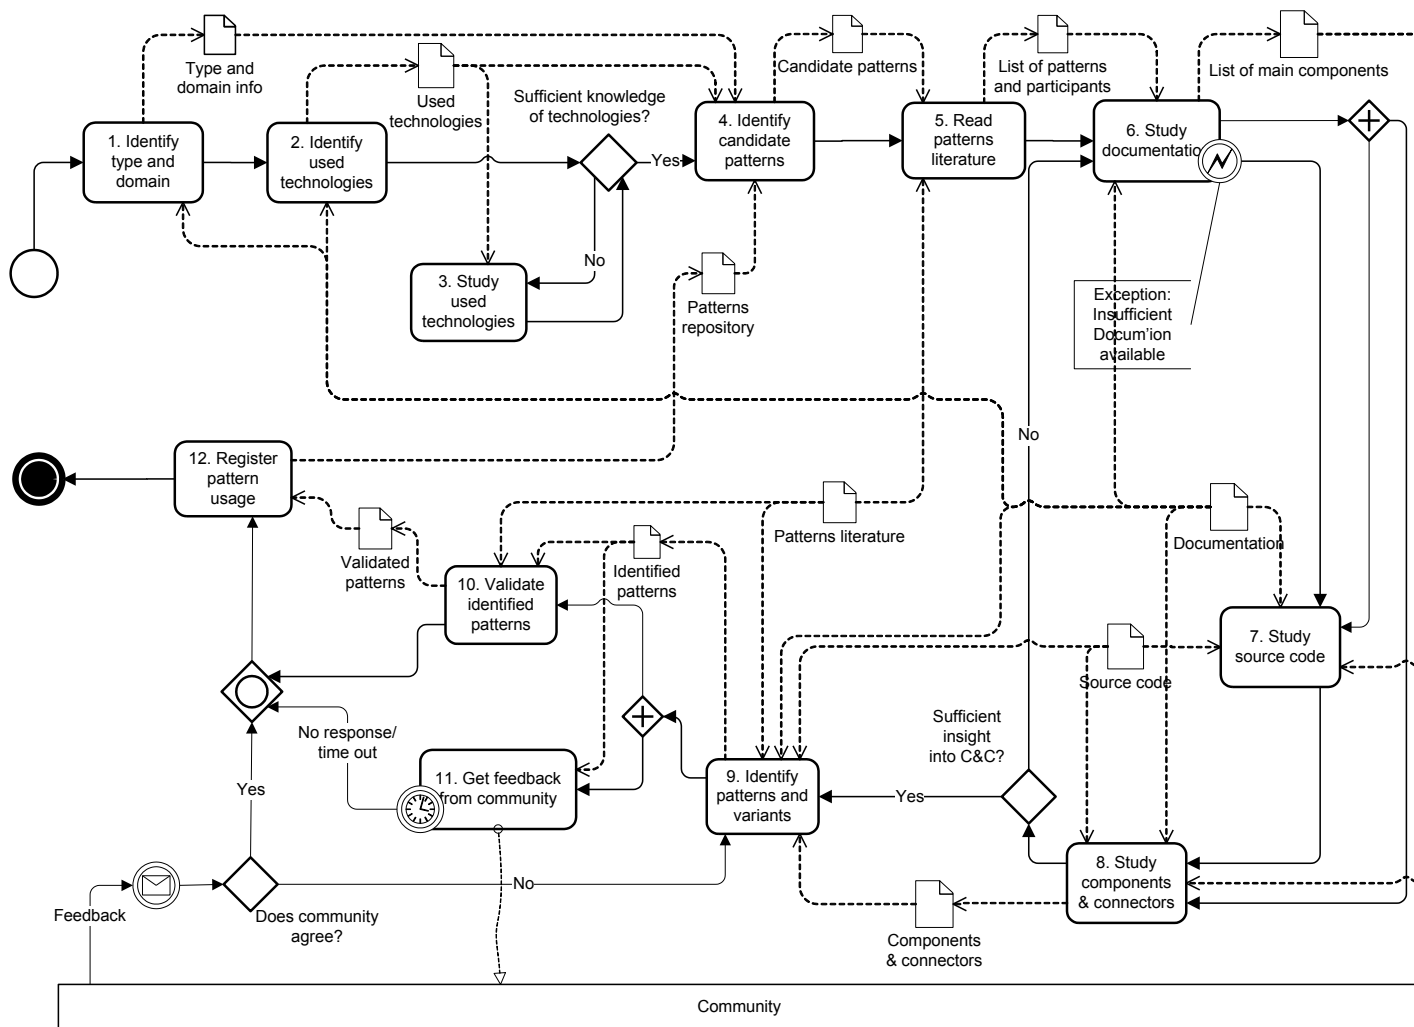 Type and
domain info
Used
technologies
Sufficient knowledge
of technologies?
Candidate patterns
List of patterns
and participants
List of main components
1. Identify
type and
domain
2. Identify
used
technologies
Yes
4. Identify
candidate
patterns
5. Read
patterns
literature
6. Study
documentation
No
3. Study
used
technologies
Patterns
repository
Exception:
Insufficient
Docum'ion
available
No
12. Register
pattern
usage
Validated
patterns
Patterns literature
Documentation
10. Validate
identified
patterns
Identified
patterns
7. Study
source code
Source code
No response/
time out
Sufficient
insight
into C&C?
11. Get feedback
from community
9. Identify
patterns and
variants
Yes
Yes
8. Study
components
& connectors
No
Feedback
Does community
agree?
Components
& connectors
Community